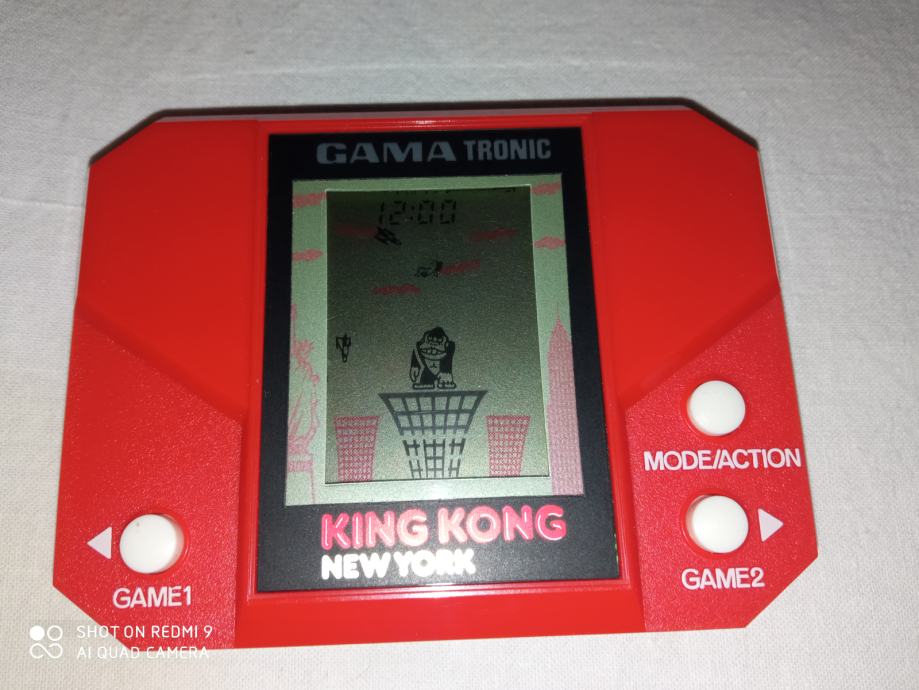 GAMA TRONIC
12:00
KING KONG
NEW YORK
MODE/ACTION
GAME1
GAME2
SHOT ON REDMI 9
AI QUAD CAMERA